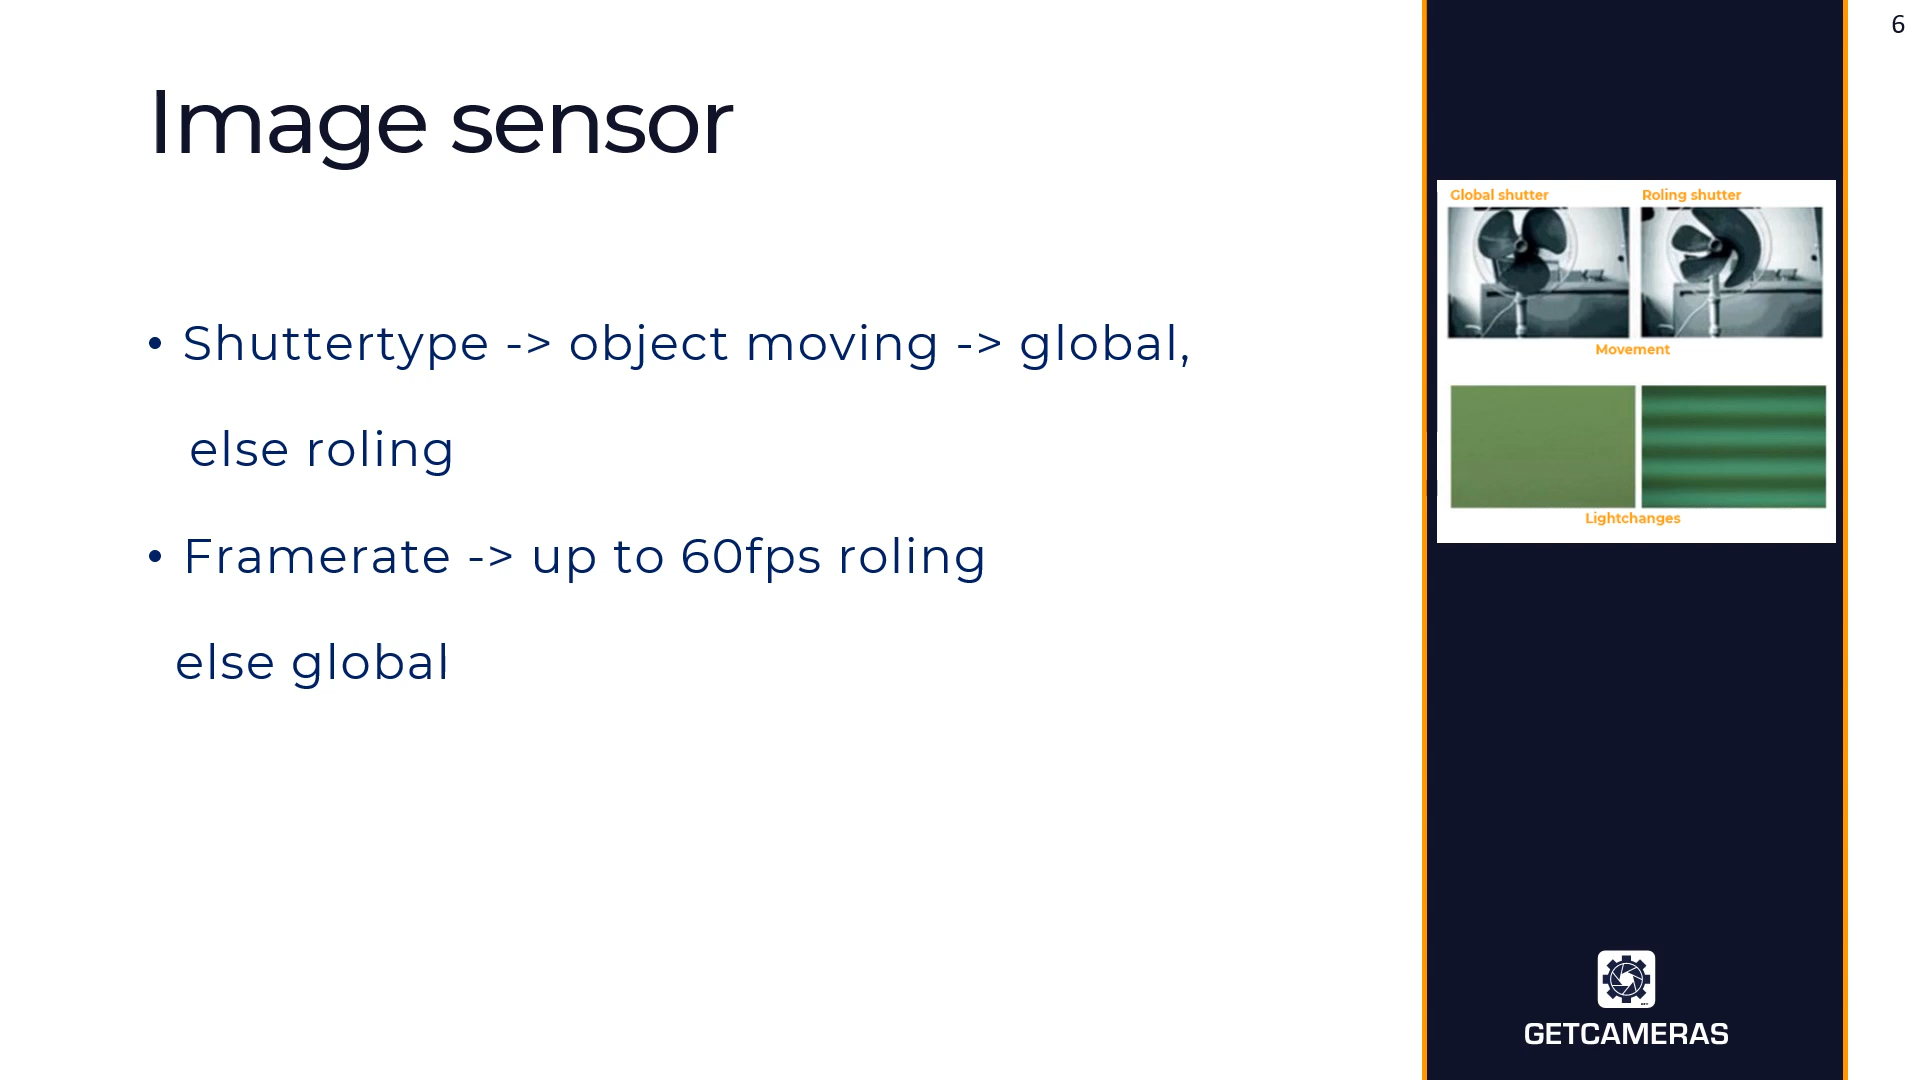 6
Image sensor
• Shuttertype -> object moving -> global,
else roling
• Framerate -> up to 60fps roling
else global
Global shutter
Roling shutter
Movement
Lightchanges
GETCAMERAS